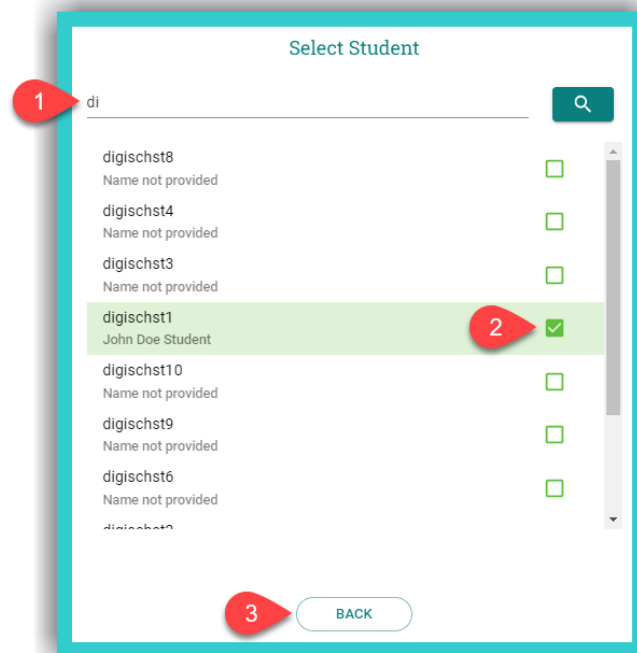 Select Student
1
di
digischst8
Name not provided
digischst4
Name not provided
digischst3
Name not provided
digischst1
John Doe Student
2
digischst10
Name not provided
digischst9
Name not provided
digischst6
Name not provided
3
BACK